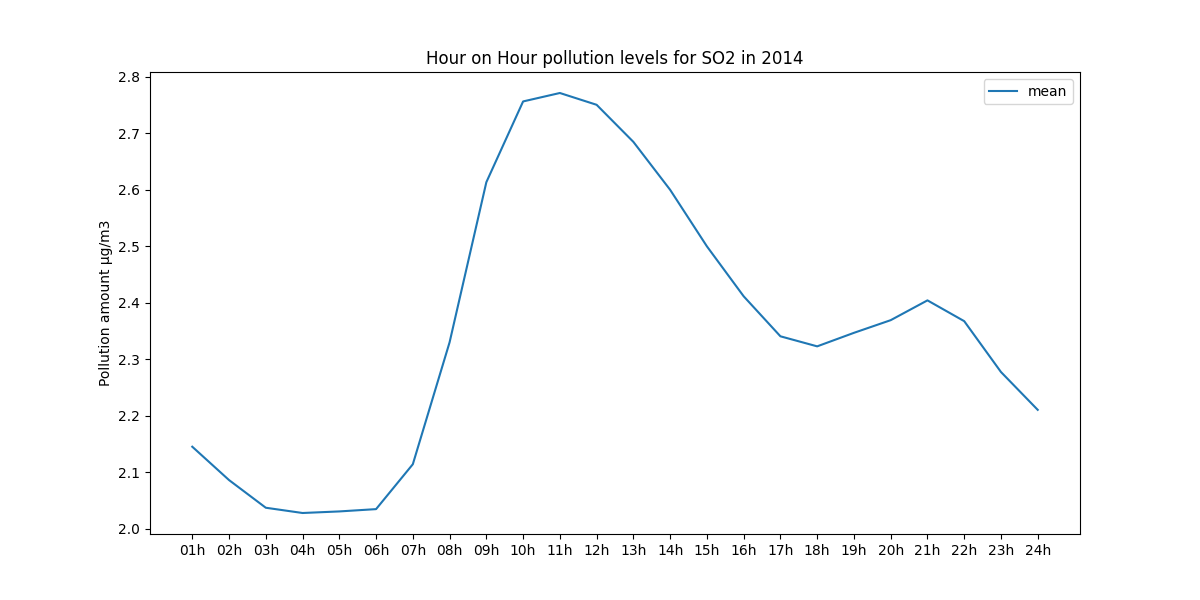 Hour on Hour pollution levels for SO2 in 2014
mean
Pollution amount µg/m3
2.8
2.7
2.6
2.5
2.4
2.3
2.2
2.1
2.0
01h 02h 03h 04h 05h 06h 07h 08h 09h 10h 11h 12h 13h 14h 15h 16h 17h 18h 19h 20h 21h 22h 23h 24h